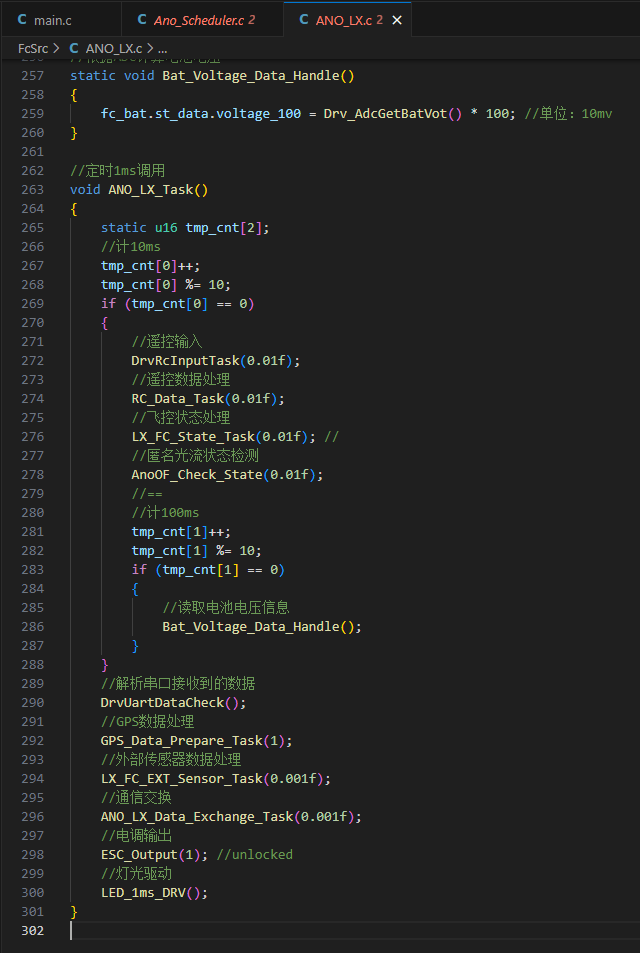 C main.c
C Ano_Scheduler.c 2
C ANO_LX.c 2 ×
FcSrc > C ANO_LX.c > ...
257 static void Bat_Voltage_Data_Handle()
258 {
259     fc_bat.st_data.voltage_100 = Drv_AdcGetBatVot() * 100; //单位：10mv
260 }
261
262 //定时1ms调用
263 void ANO_LX_Task()
264 {
265     static u16 tmp_cnt[2];
266     //计10ms
267     tmp_cnt[0]++;
268     tmp_cnt[0] %= 10;
269     if (tmp_cnt[0] == 0)
270     {
271         //遥控输入
272         DrvRcInputTask(0.01f);
273         //遥控数据处理
274         RC_Data_Task(0.01f);
275         //飞控状态处理
276         LX_FC_State_Task(0.01f); //
277         //匿名光流状态检测
278         AnoOF_Check_State(0.01f);
279         //==
280         //计100ms
281         tmp_cnt[1]++;
282         tmp_cnt[1] %= 10;
283         if (tmp_cnt[1] == 0)
284         {
285             //读取电池电压信息
286             Bat_Voltage_Data_Handle();
287         }
288     }
289     //解析串口接收到的数据
290     DrvUartDataCheck();
291     //GPS数据处理
292     GPS_Data_Prepare_Task(1);
293     //外部传感器数据处理
294     LX_FC_EXT_Sensor_Task(0.001f);
295     //通信交换
296     ANO_LX_Data_Exchange_Task(0.001f);
297     //电调输出
298     ESC_Output(1); //unlocked
299     //灯光驱动
300     LED_1ms_DRV();
301 }
302